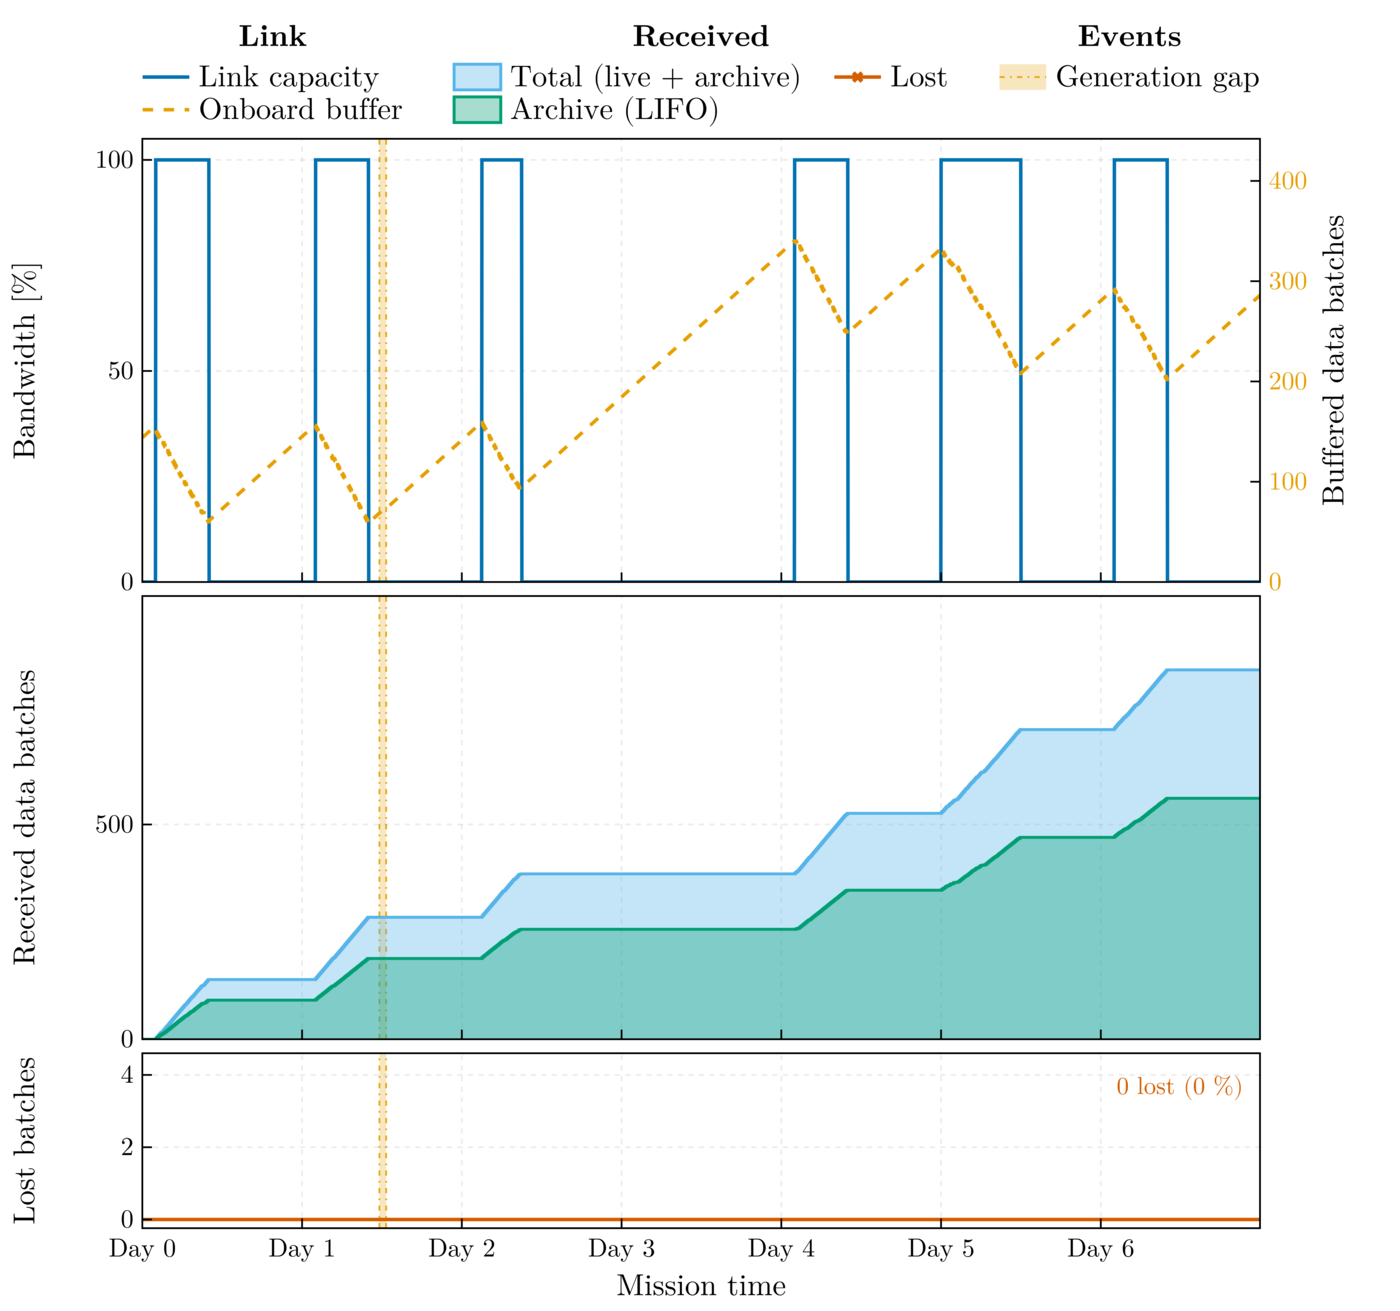 Link Received Events
Link capacity Total (live + archive) Lost Generation gap
Onboard buffer Archive (LIFO)
100
50
0
Bandwidth [%]
400
300
200
100
0
Buffered data batches
500
0
Received data batches
4
2
0
Lost batches
0 lost (0 %)
Day 0 Day 1 Day 2 Day 3 Day 4 Day 5 Day 6
Mission time